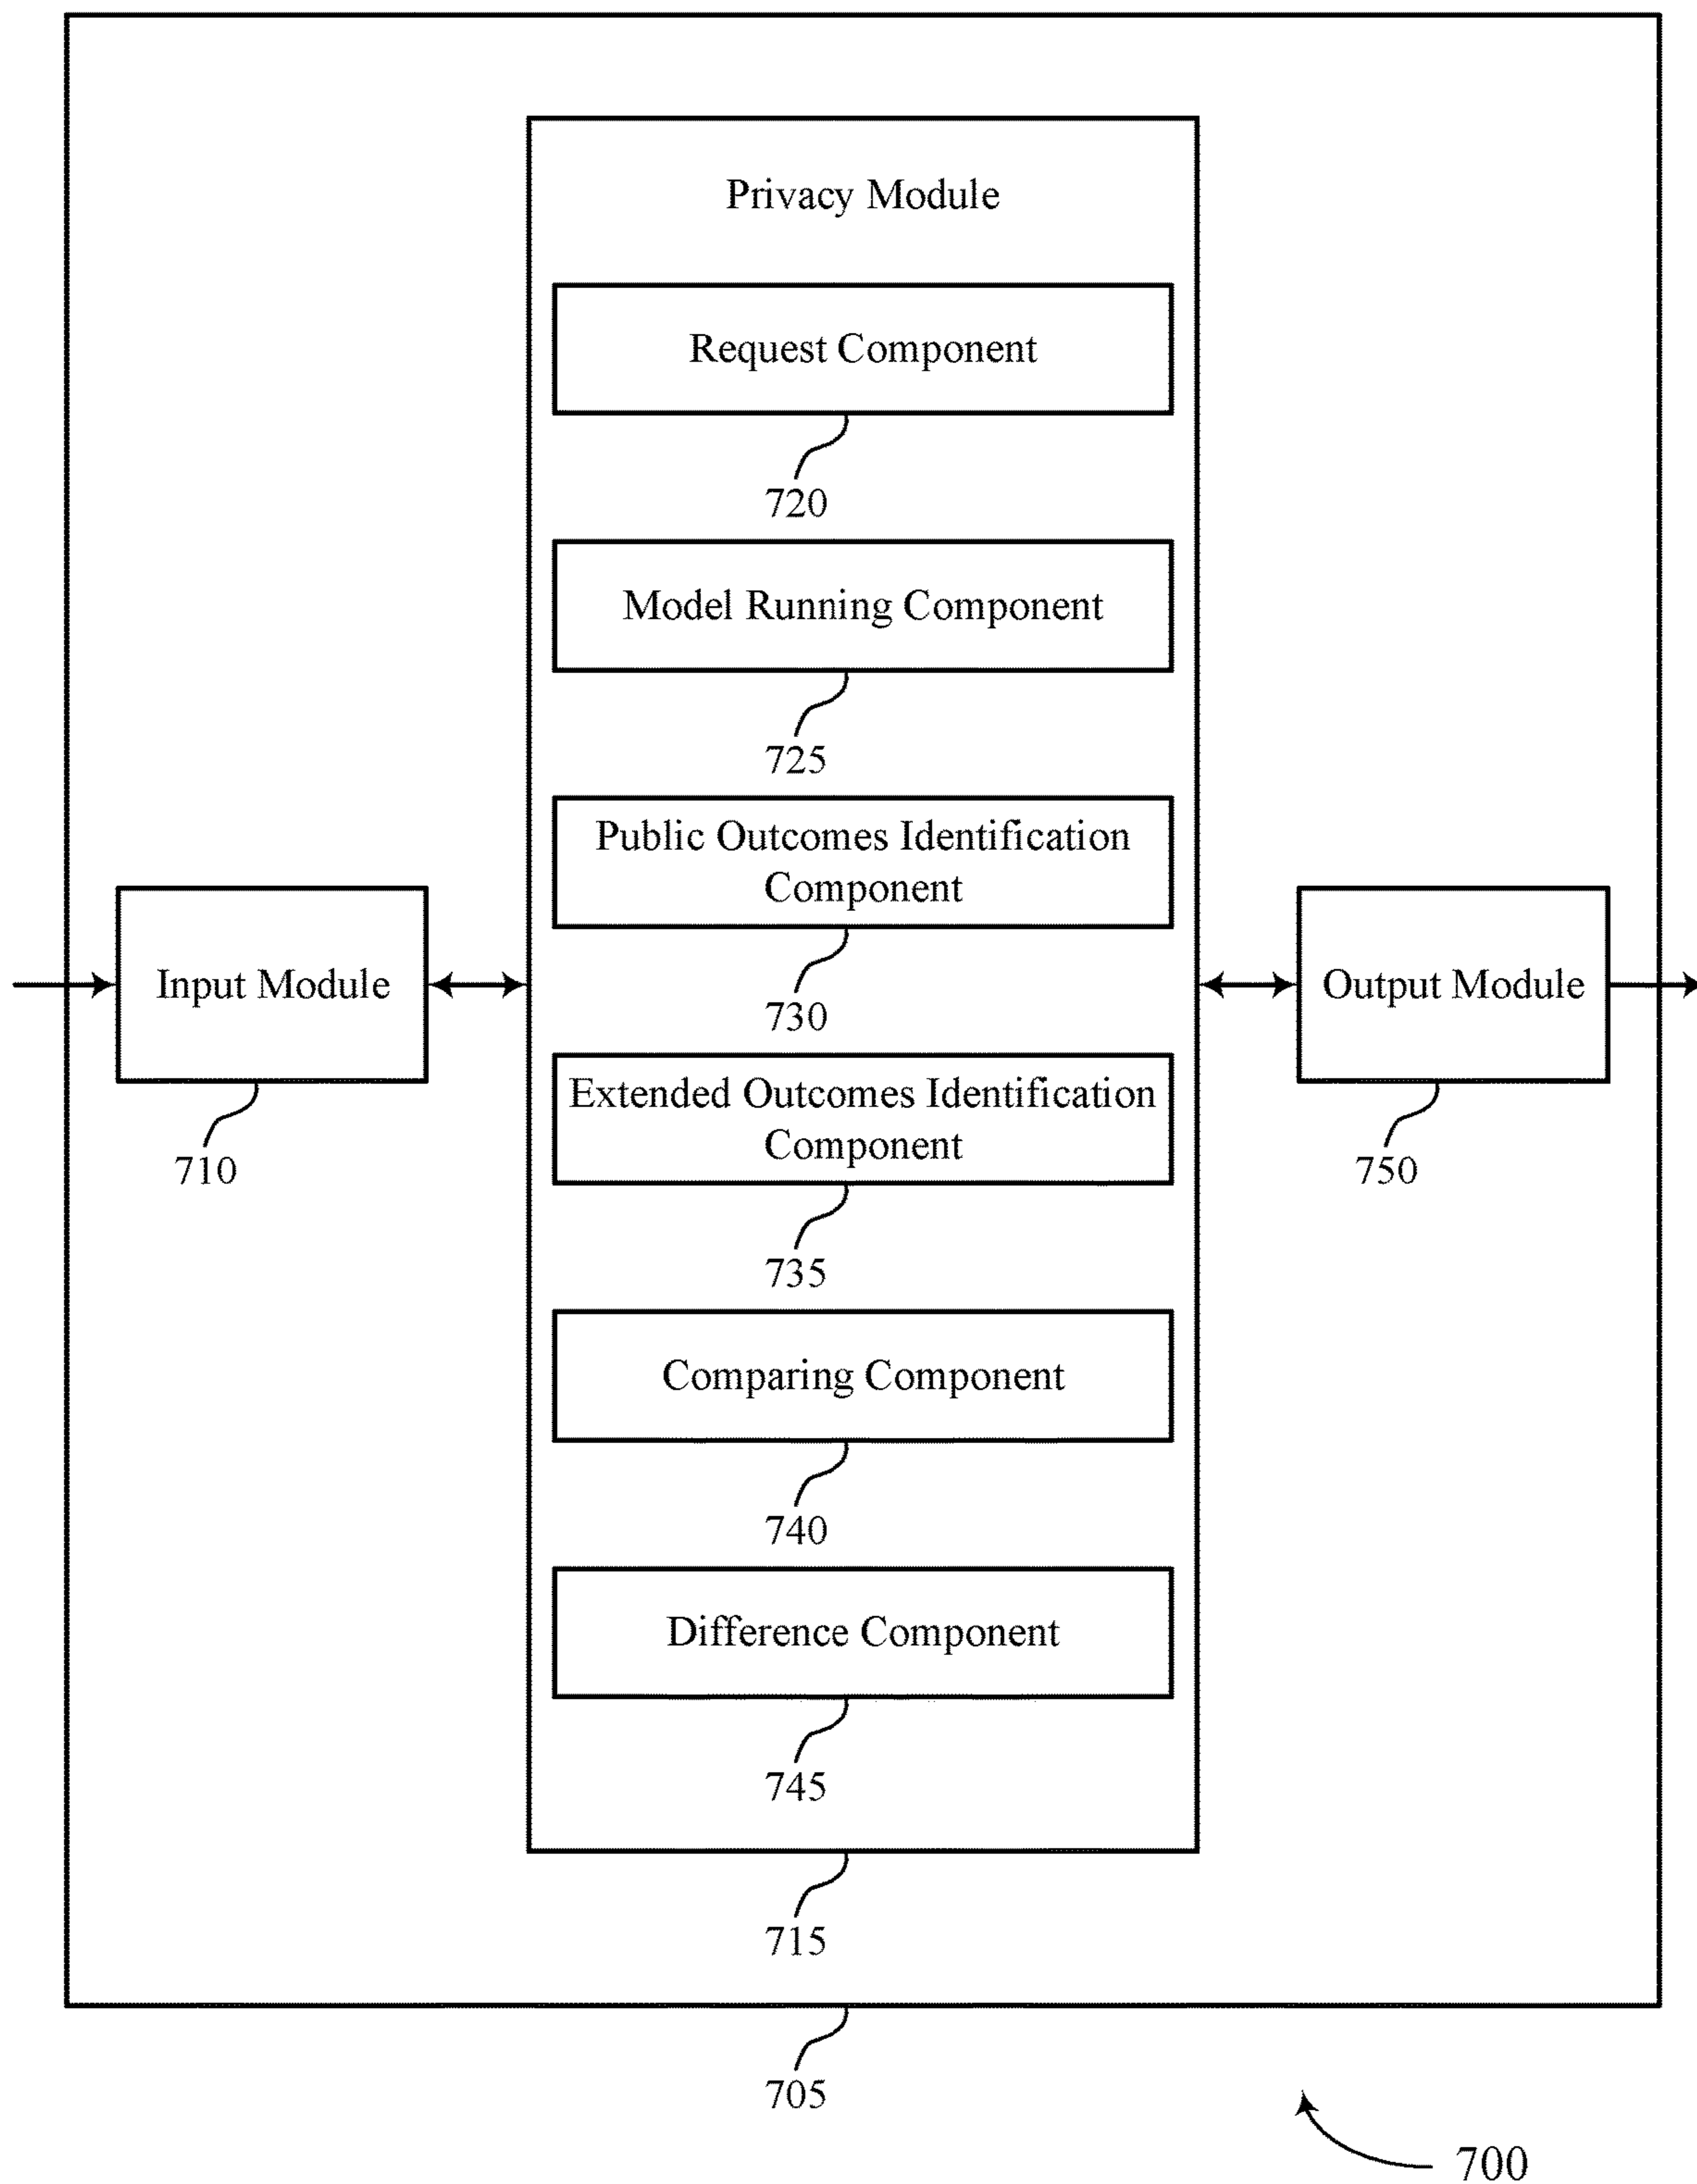 Privacy Module
Request Component
720
Model Running Component
725
Public Outcomes Identification
Component
730
Input Module
710
Output Module
750
Extended Outcomes Identification
Component
735
Comparing Component
740
Difference Component
745
715
705
700